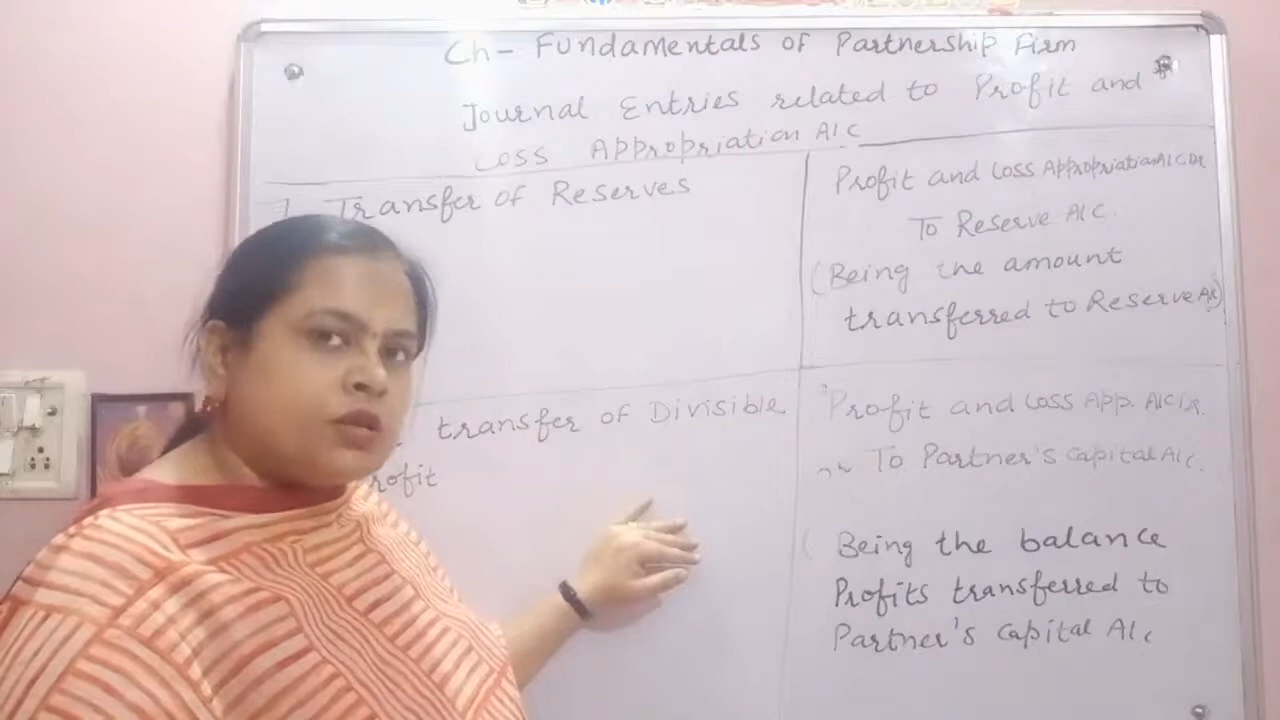 Ch - Fundamentals of Partnership Firm
Journal Entries related to Profit and
Loss Appropriation A/C
1. Transfer of Reserves
Profit and Loss Appropriation A/C Dr
To Reserve A/C.
(Being the amount
transferred to Reserve A/c)
transfer of Divisible
rofit
Profit and Loss App. A/C Dr.
To Partner's Capital A/c.
(Being the balance
Profits transferred to
Partner's Capital A/c